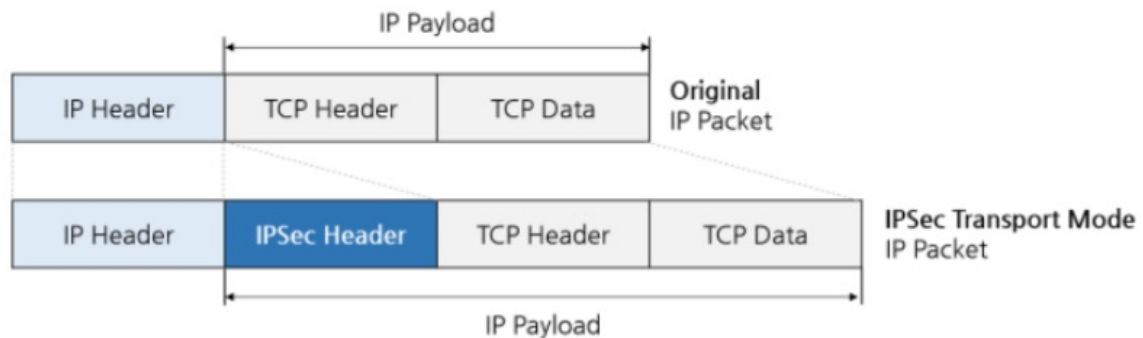 IP Payload
IP Header TCP Header TCP Data Original
IP Packet
IP Header IPSec Header TCP Header TCP Data IPSec Transport Mode
IP Packet
IP Payload